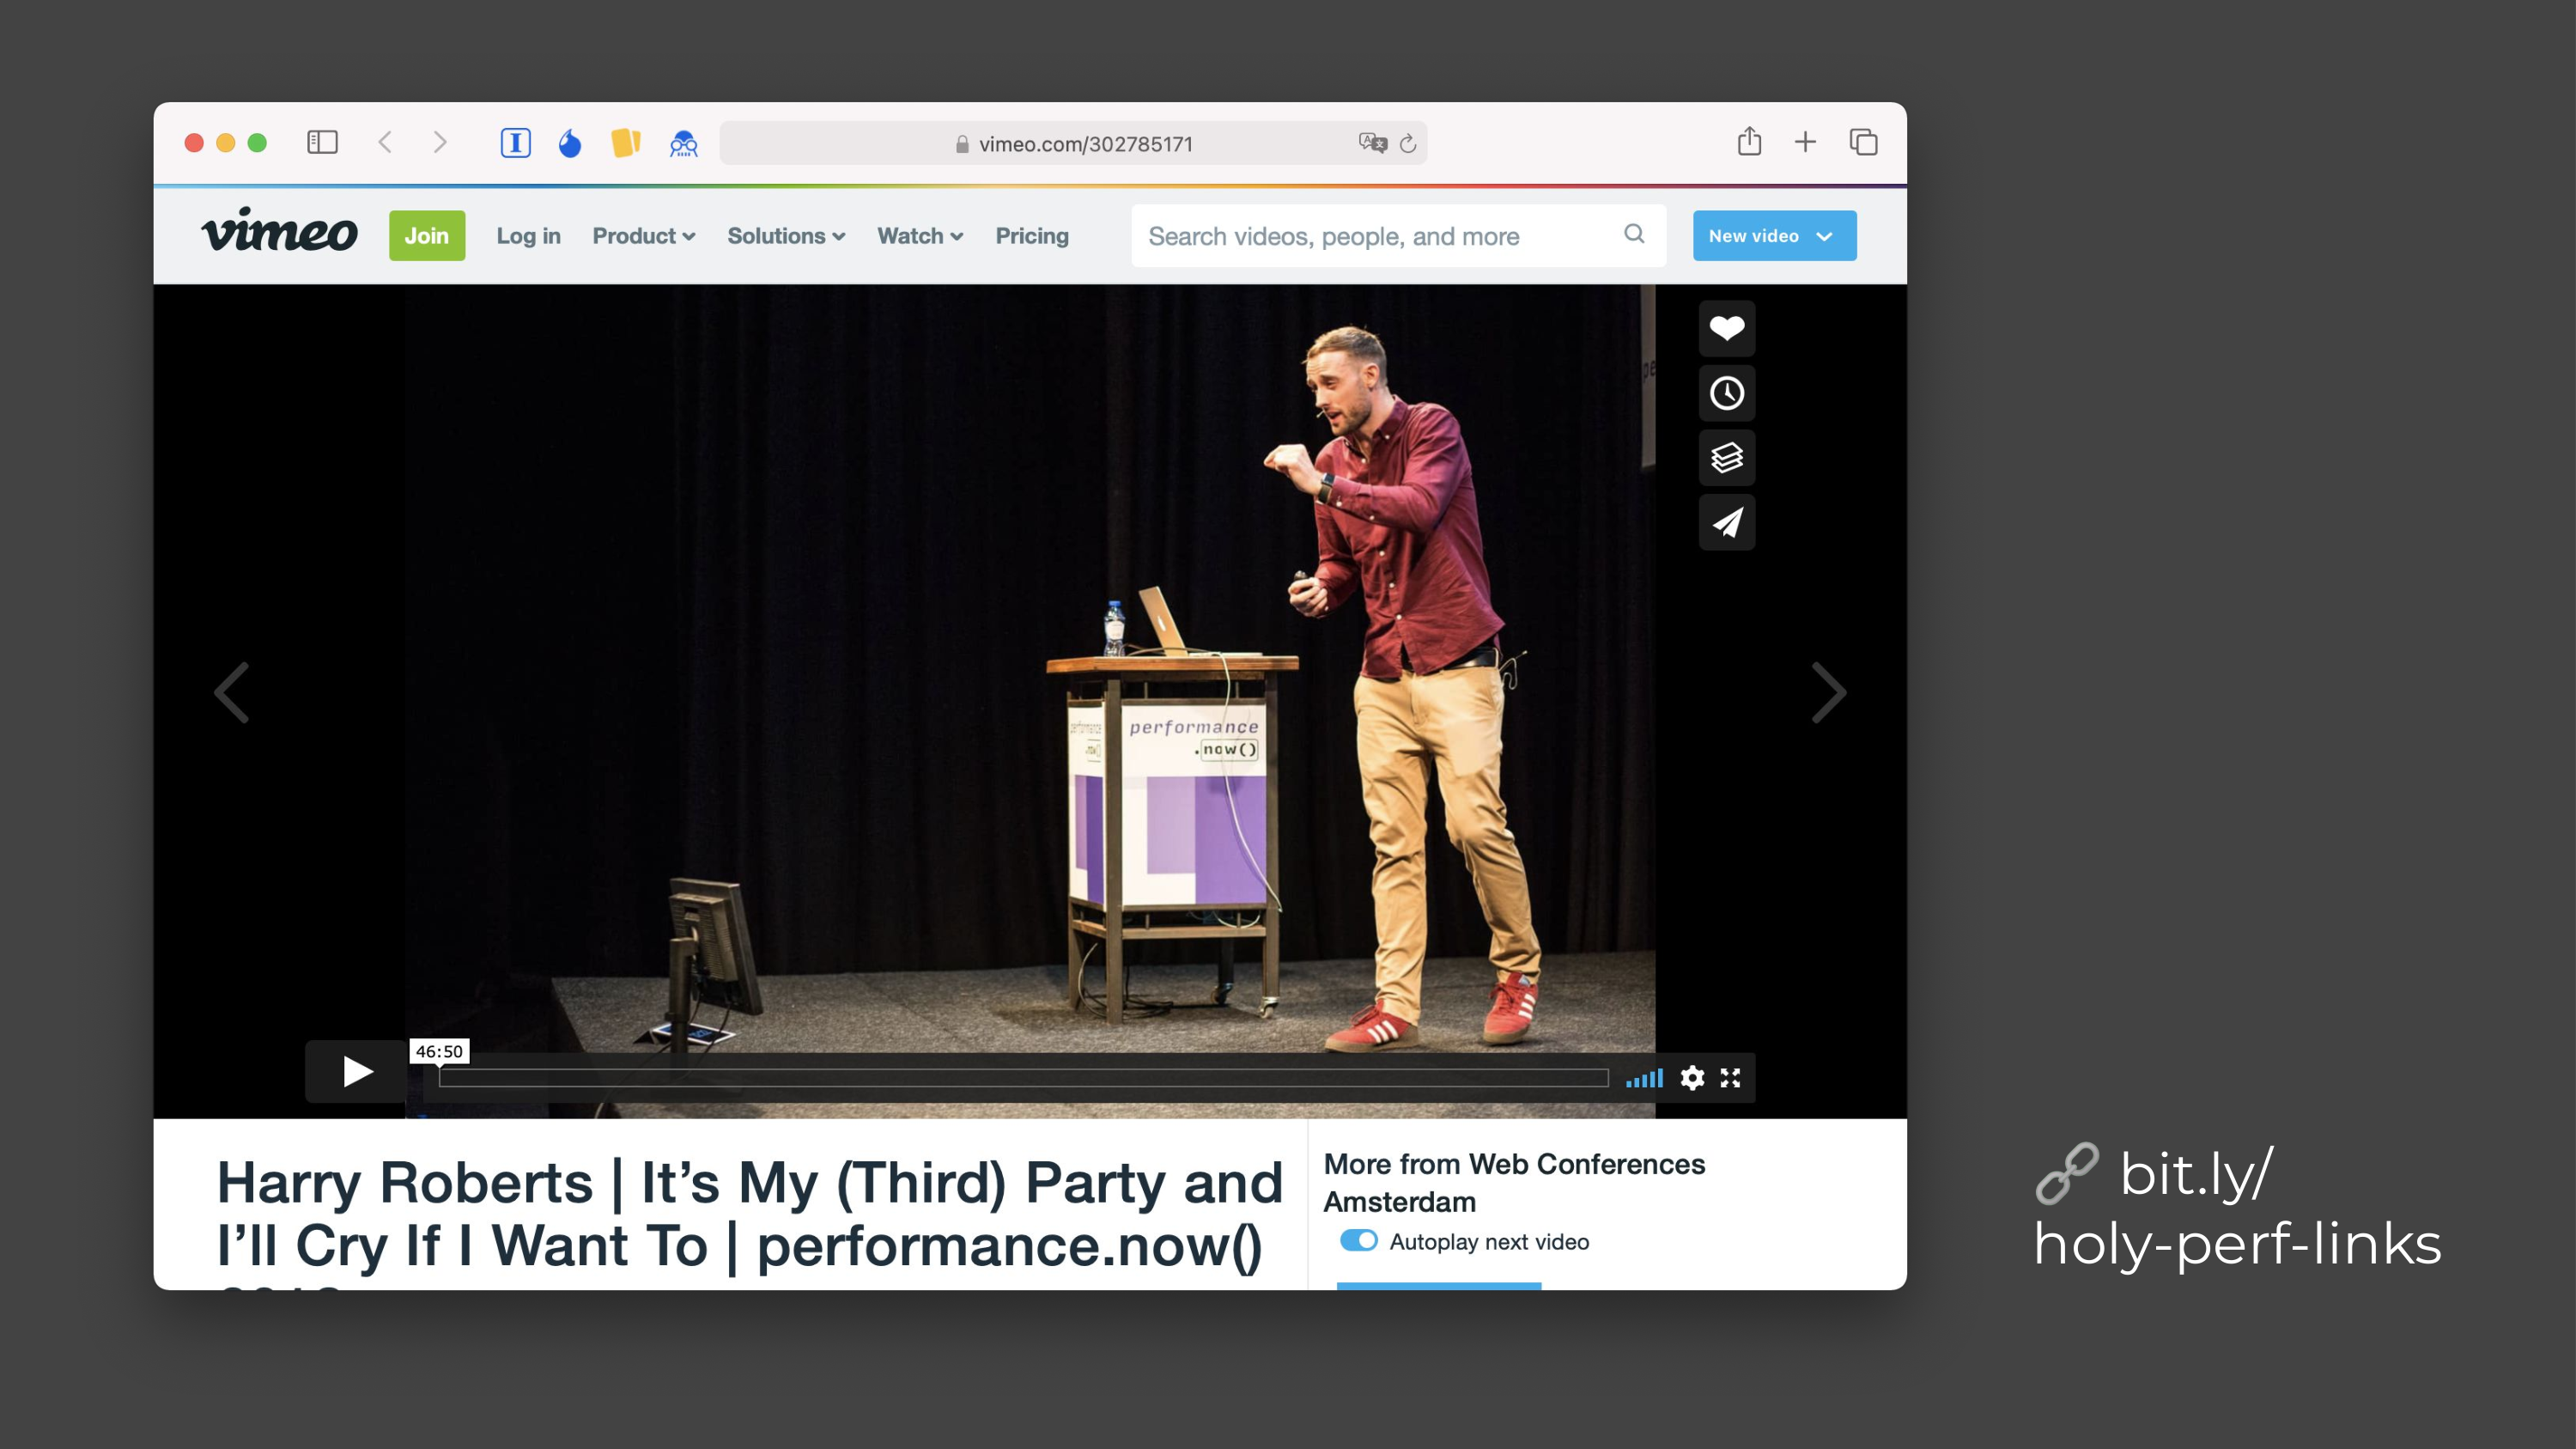 vimeo.com/302785171
vimeo
Join
Log in
Product
Solutions
Watch
Pricing
Search videos, people, and more
New video
performance
.now()
performance
.now()
46:50
Harry Roberts | It’s My (Third) Party and
I’ll Cry If I Want To | performance.now()
More from Web Conferences
Amsterdam
Autoplay next video
bit.ly/
holy-perf-links